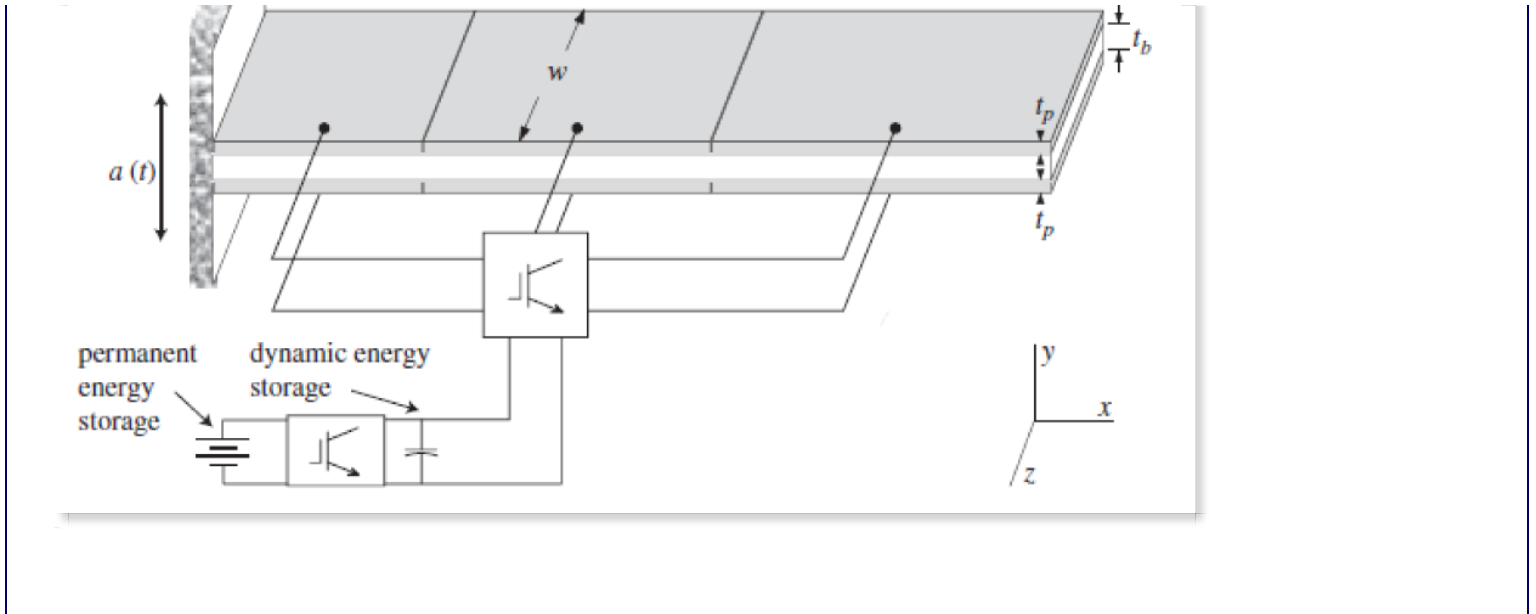 t_b
w
t_p
a (t)
t_p
permanent
energy
storage
dynamic energy
storage
y
x
z